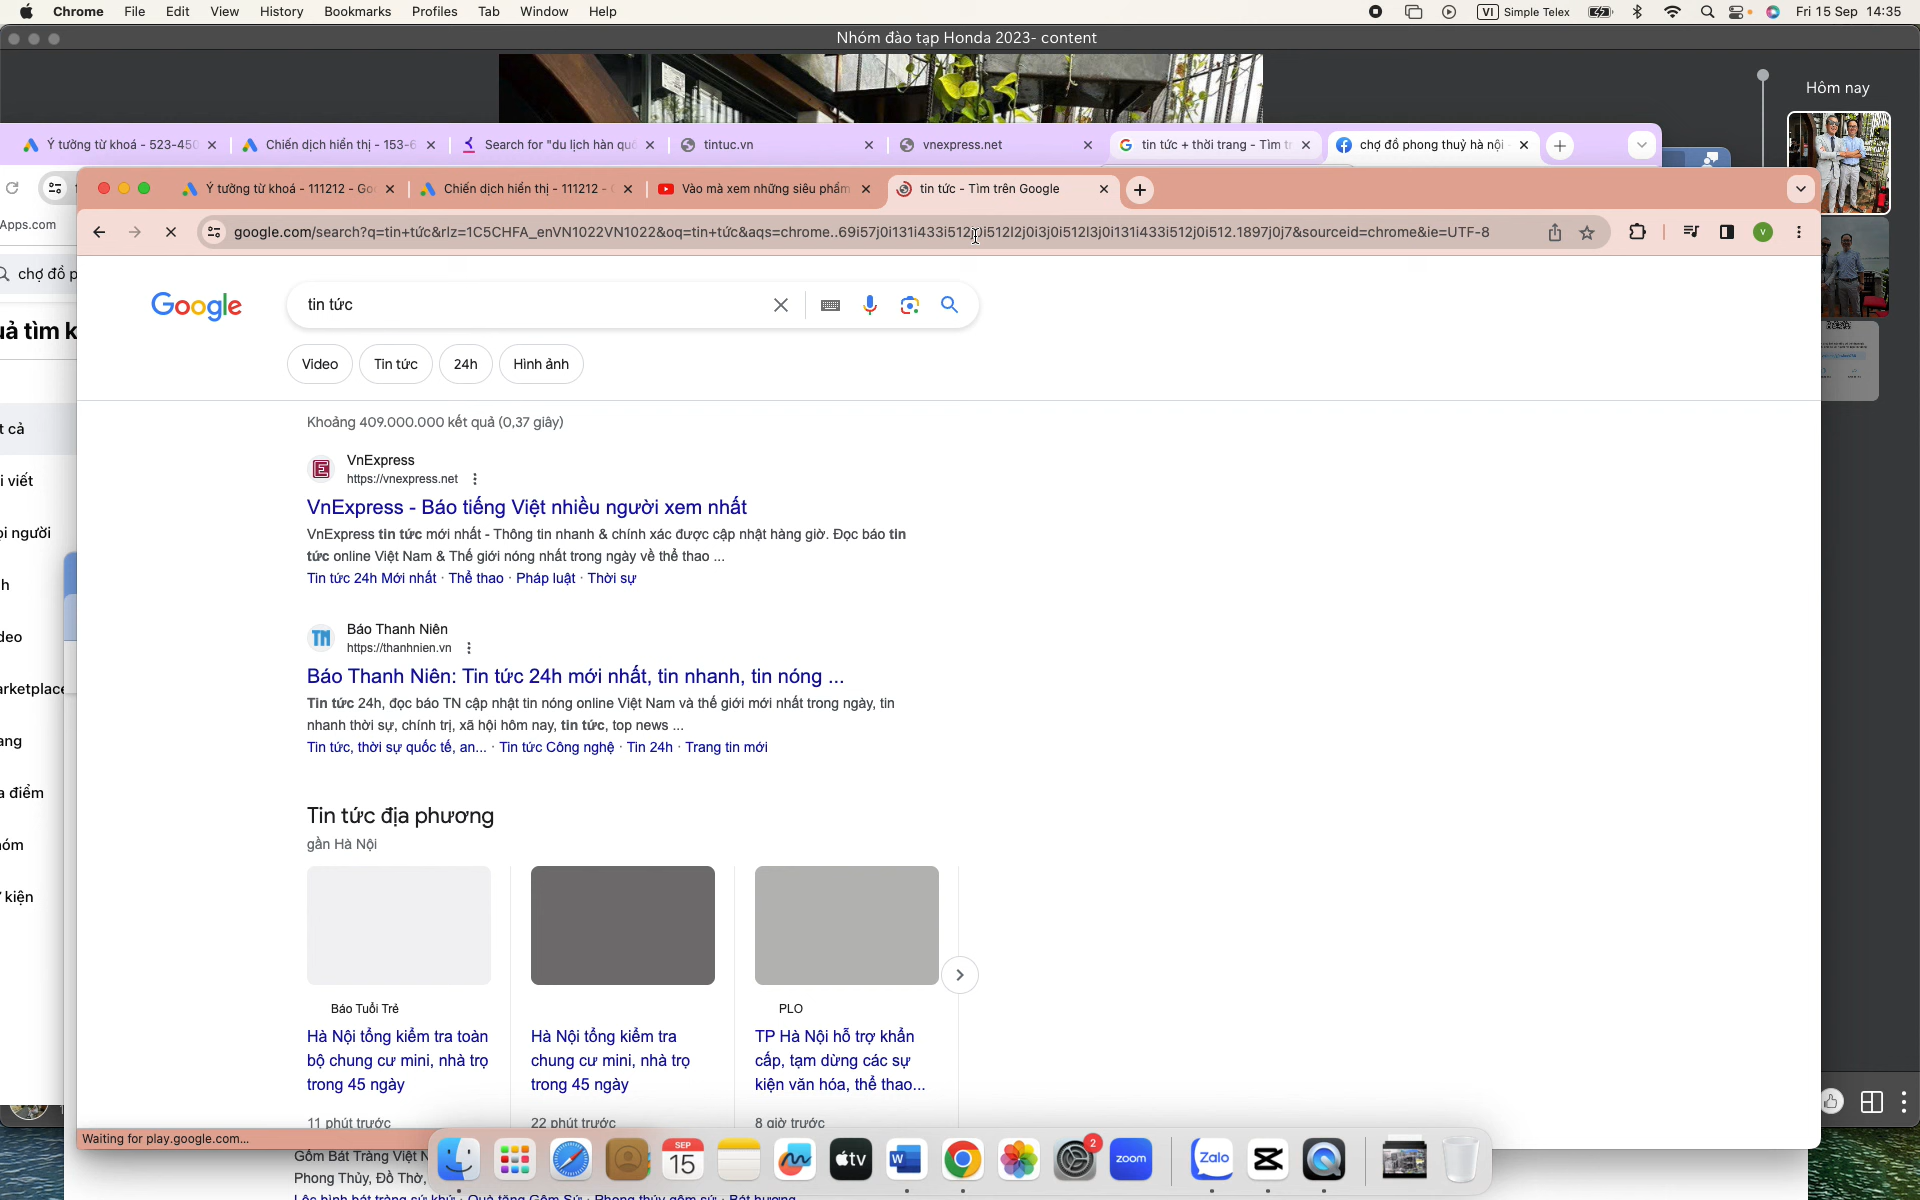 Chrome File Edit View History Bookmarks Profiles Tab Window Help VI Simple Telex Fri 15 Sep 14:35
Nhóm đào tạp Honda 2023- content
Hôm nay
Ý tưởng từ khoá - 523-450 Chiến dịch hiển thị - 153-6 Search for "du lịch hàn qu tintuc.vn vnexpress.net tin tức + thời trang - Tìm tr chợ đồ phong thuỷ hà nội
Ý tưởng từ khoá - 111212 - Go Chiến dịch hiển thị - 111212 - Vào mà xem những siêu phẩm tin tức - Tìm trên Google
Apps.com
google.com/search?q=tin+tức&rlz=1C5CHFA_enVN1022VN1022&oq=tin+tức&aqs=chrome..69i57j0i131i433i512j0i512l2j0i3j0i512l3j0i131i433i512j0i512.1897j0j7&sourceid=chrome&ie=UTF-8
V
chợ đồ p
Google
tin tức
uả tìm k
Video Tin tức 24h Hình ảnh
Khoảng 409.000.000 kết quả (0,37 giây)
t cả
i viết
ọi người
h
deo
arketplace
ang
a điểm
nóm
kiện
VnExpress
https://vnexpress.net
VnExpress - Báo tiếng Việt nhiều người xem nhất
VnExpress tin tức mới nhất - Thông tin nhanh & chính xác được cập nhật hàng giờ. Đọc báo tin
tức online Việt Nam & Thế giới nóng nhất trong ngày về thể thao ...
Tin tức 24h Mới nhất · Thể thao · Pháp luật · Thời sự
Báo Thanh Niên
https://thanhnien.vn
Báo Thanh Niên: Tin tức 24h mới nhất, tin nhanh, tin nóng ...
Tin tức 24h, đọc báo TN cập nhật tin nóng online Việt Nam và thế giới mới nhất trong ngày, tin
nhanh thời sự, chính trị, xã hội hôm nay, tin tức, top news ...
Tin tức, thời sự quốc tế, an... · Tin tức Công nghệ · Tin 24h · Trang tin mới
Tin tức địa phương
gần Hà Nội
Báo Tuổi Trẻ
Hà Nội tổng kiểm tra toàn
bộ chung cư mini, nhà trọ
trong 45 ngày
11 phút trước
Hà Nội tổng kiểm tra
chung cư mini, nhà trọ
trong 45 ngày
22 phút trước
PLO
TP Hà Nội hỗ trợ khẩn
cấp, tạm dừng các sự
kiện văn hóa, thể thao...
8 giờ trước
Waiting for play.google.com...
Gốm Bát Tràng Việt N
Phong Thủy, Đồ Thờ,
SEP
15
tv
W
2
zoom
Zalo